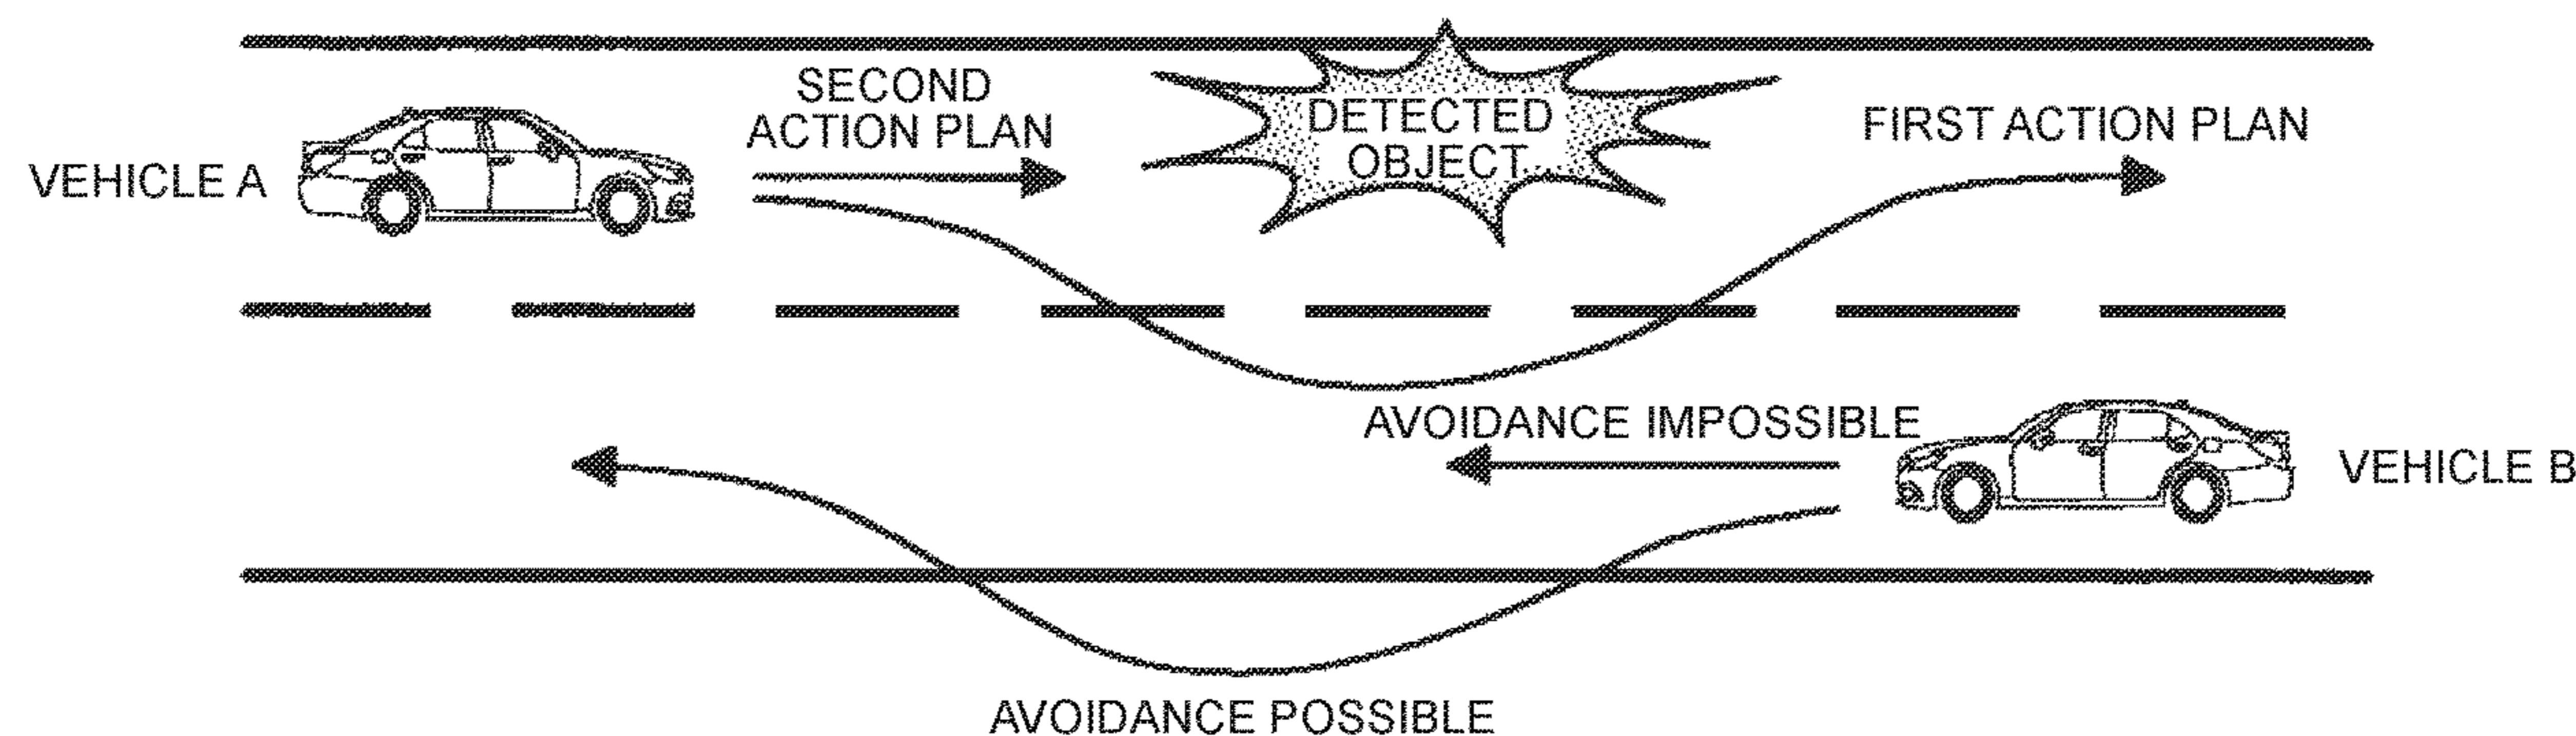 SECOND
ACTION PLAN
DETECTED
OBJECT
FIRST ACTION PLAN
VEHICLE A
AVOIDANCE IMPOSSIBLE
VEHICLE B
AVOIDANCE POSSIBLE